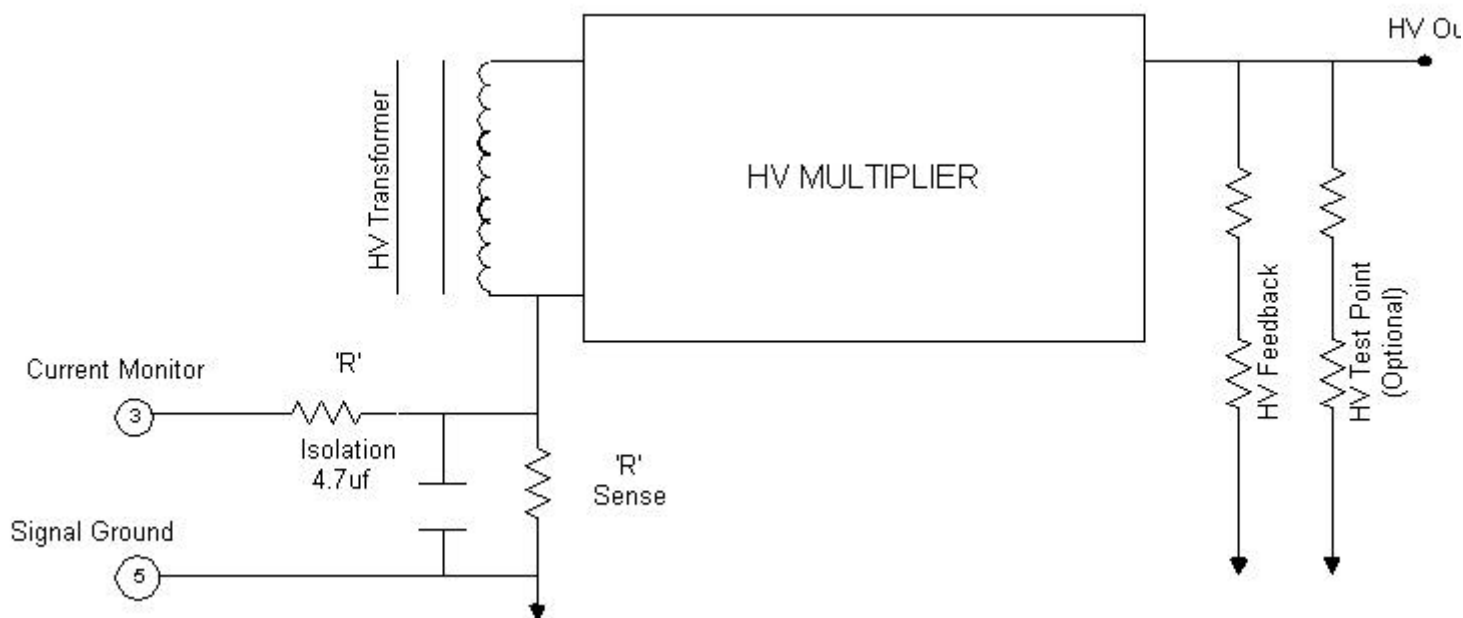 HV Ou
HV Transformer
HV MULTIPLIER
HV Feedback
HV Test Point
(Optional)
Current Monitor
'R'
3
Isolation
4.7uf
'R'
Sense
Signal Ground
5